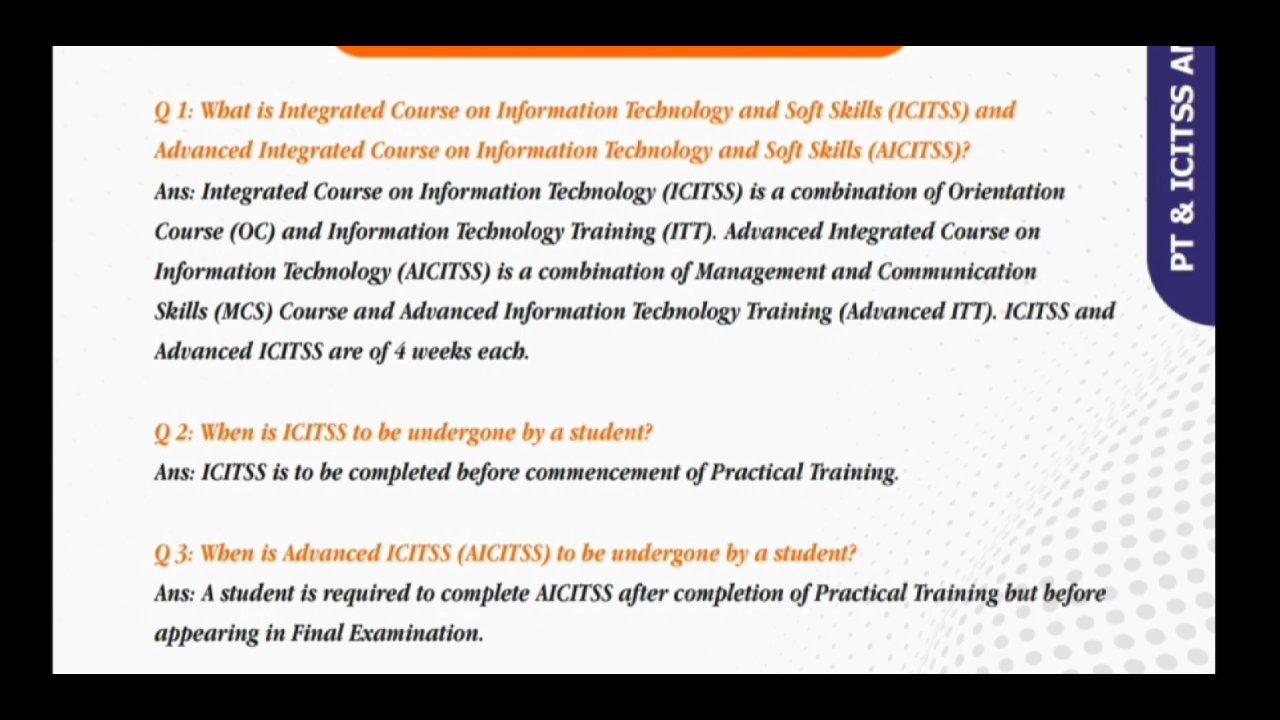 Q 1: What is Integrated Course on Information Technology and Soft Skills (ICITSS) and
Advanced Integrated Course on Information Technology and Soft Skills (AICITSS)?
Ans: Integrated Course on Information Technology (ICITSS) is a combination of Orientation
Course (OC) and Information Technology Training (ITT). Advanced Integrated Course on
Information Technology (AICITSS) is a combination of Management and Communication
Skills (MCS) Course and Advanced Information Technology Training (Advanced ITT). ICITSS and
Advanced ICITSS are of 4 weeks each.
Q 2: When is ICITSS to be undergone by a student?
Ans: ICITSS is to be completed before commencement of Practical Training.
Q 3: When is Advanced ICITSS (AICITSS) to be undergone by a student?
Ans: A student is required to complete AICITSS after completion of Practical Training but before
appearing in Final Examination.
PT & ICITSS